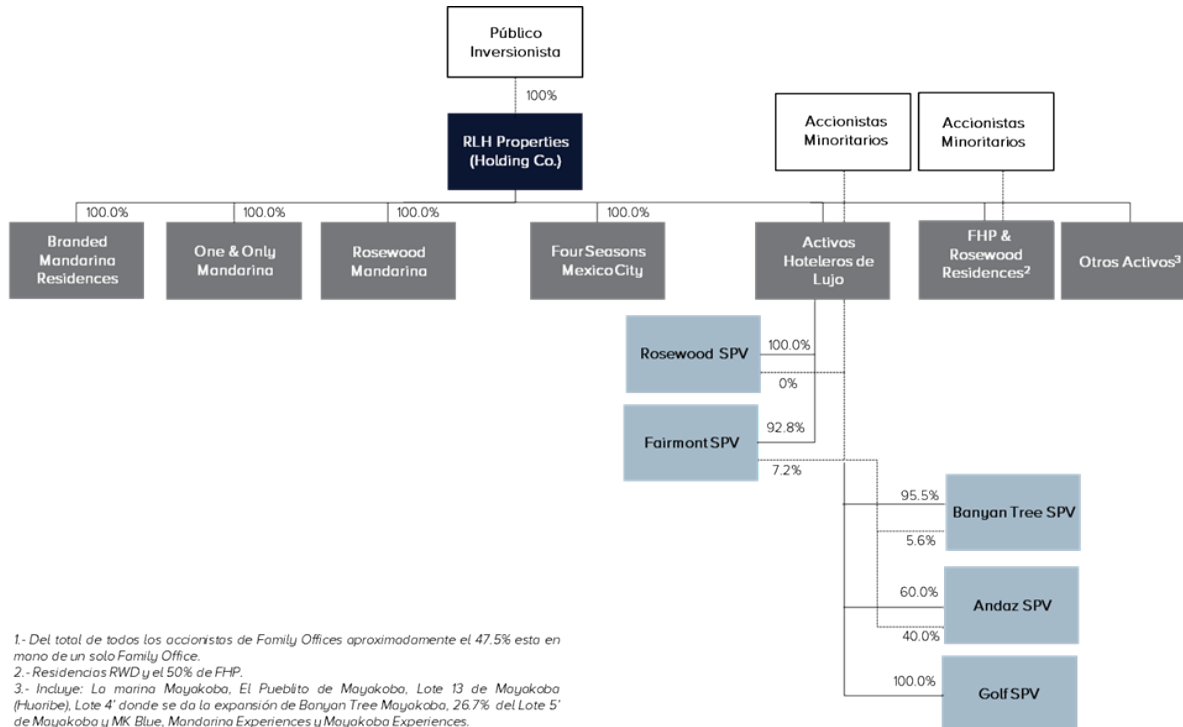 Público
Inversionista
100%
RLH Properties
(Holding Co.)
Accionistas
Minoritarios
Accionistas
Minoritarios
100.0%
100.0%
100.0%
100.0%
Branded
Mandarina
Residences
One & Only
Mandarina
Rosewood
Mandarina
Four Seasons
Mexico City
Activos
Hoteleros de
Lujo
FHP &
Rosewood
Residences²
Otros Activos³
Rosewood SPV
100.0%
0%
Fairmont SPV
92.8%
7.2%
95.5%
Banyan Tree SPV
5.6%
60.0%
Andaz SPV
40.0%
100.0%
Golf SPV
1.- Del total de todos los accionistas de Family Offices aproximadamente el 47.5% esta en
mano de un solo Family Office.
2.- Residencias RWD y el 50% de FHP.
3.- Incluye: La marina Mayakoba, El Pueblito de Mayakoba, Lote 13 de Mayakoba
(Huaribe), Lote 4' donde se da la expansión de Banyan Tree Mayakoba, 26.7% del Lote 5'
de Mayakoba y MK Blue, Mandarina Experiences y Mayakoba Experiences.